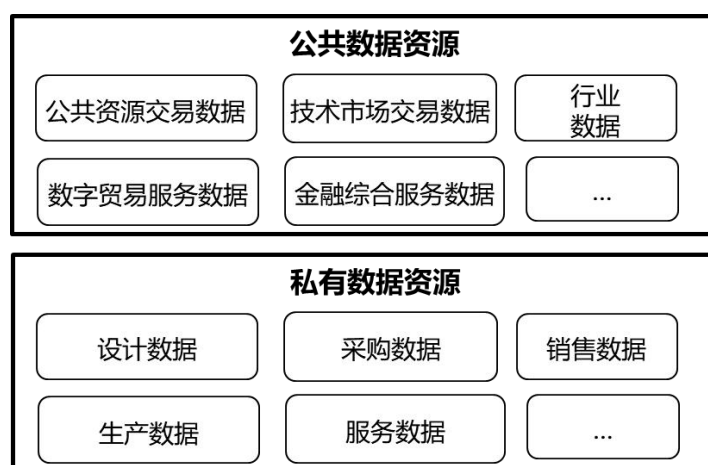 公共数据资源
公共资源交易数据
技术市场交易数据
行业
数据
数字贸易服务数据
金融综合服务数据
...
私有数据资源
设计数据
采购数据
销售数据
生产数据
服务数据
...